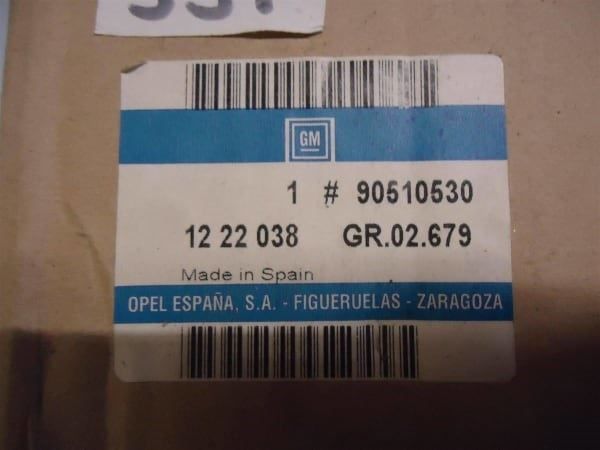 GM
1 # 90510530
12 22 038 GR.02.679
Made in Spain
OPEL ESPAÑA, S.A. - FIGUERUELAS - ZARAGOZA